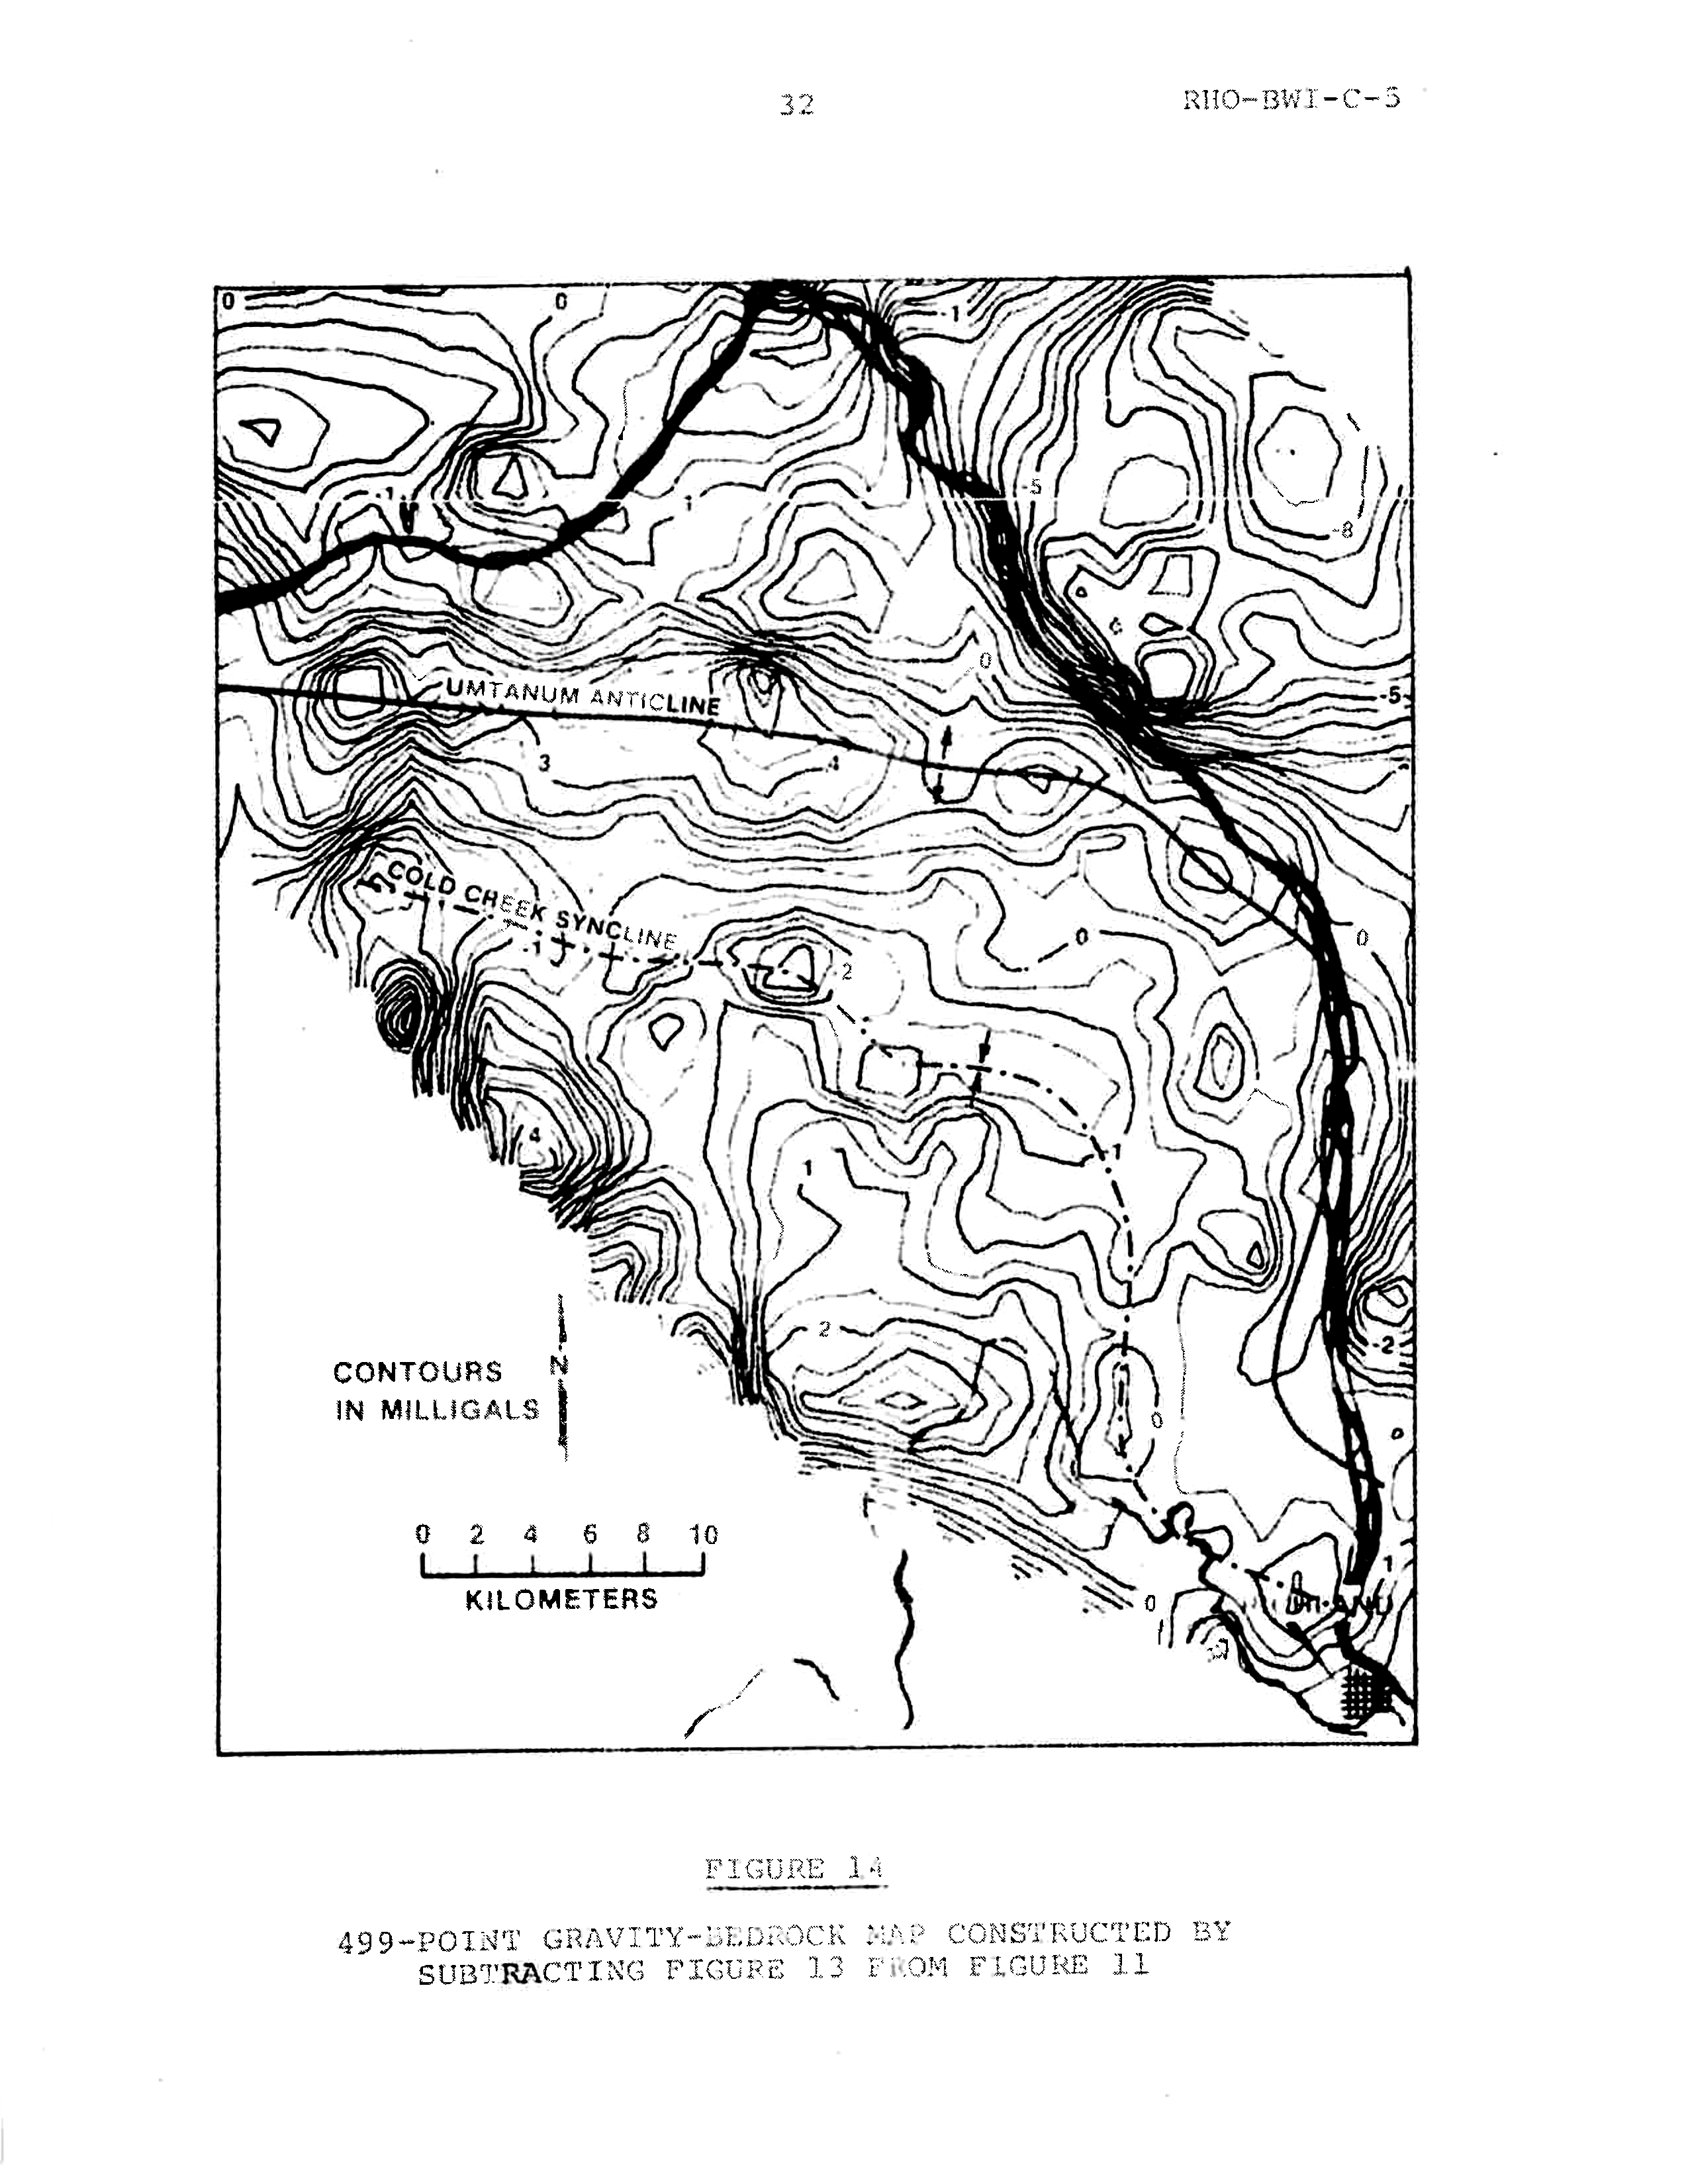 32
RHO-BWI-C-5
0
0
-1
-1
1
-5
-8
0
-5
UMTANUM ANTICLINE
3
4
COLD CREEK SYNCLINE
-1
2
0
0
4
1
-1
2
-2
0
CONTOURS
IN MILLIGALS
N
0 2 4 6 8 10
KILOMETERS
0
1
FIGURE 14
499-POINT GRAVITY-BEDROCK MAP CONSTRUCTED BY
SUBTRACTING FIGURE 13 FROM FIGURE 11